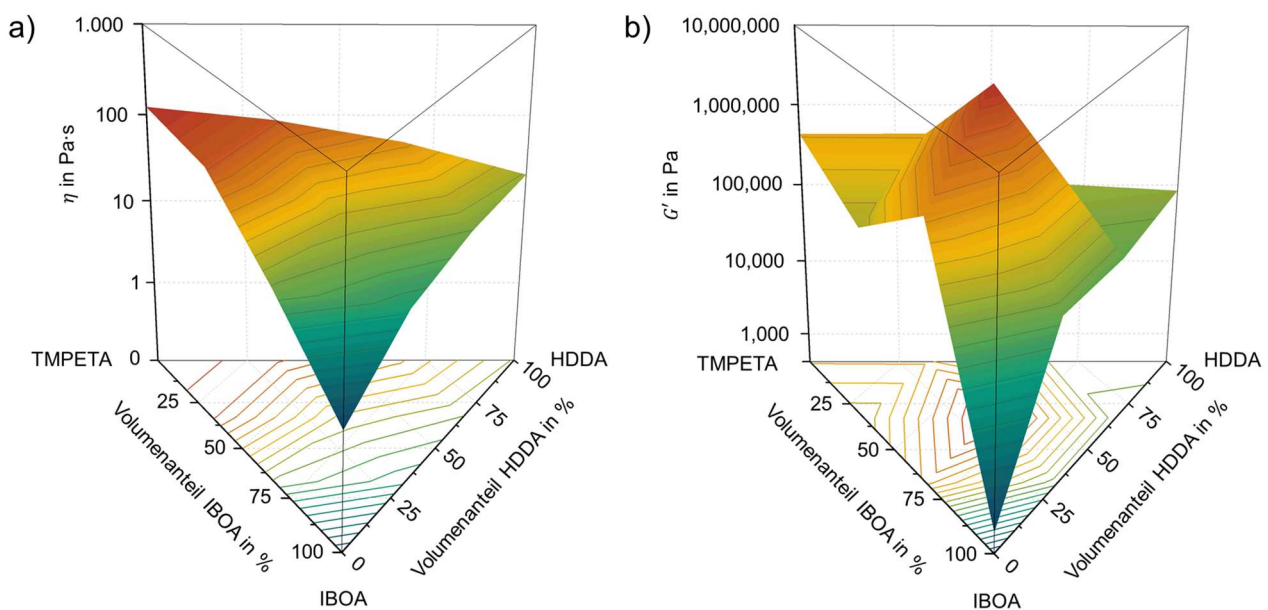 a)
1.000
100
10
1
0
η in Pa·s
TMPETA
HDDA
25
50
75
100
Volumenanteil IBOA in %
0
25
50
75
100
Volumenanteil HDDA in %
IBOA
b)
10,000,000
1,000,000
100,000
10,000
1,000
G′ in Pa
TMPETA
HDDA
25
50
75
100
Volumenanteil IBOA in %
0
25
50
75
100
Volumenanteil HDDA in %
IBOA